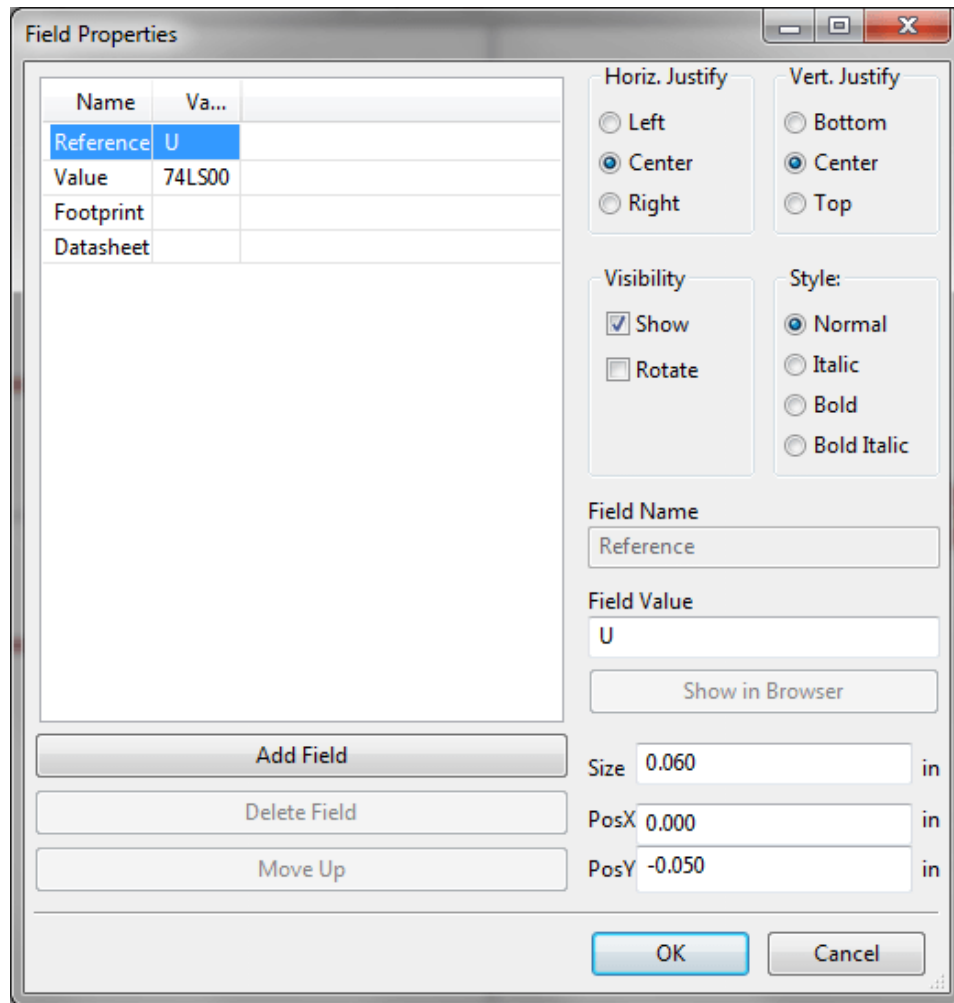 Field Properties
Name Va...
Reference U
Value 74LS00
Footprint
Datasheet
Add Field
Delete Field
Move Up
Horiz. Justify
Left
Center
Right
Vert. Justify
Bottom
Center
Top
Visibility
Show
Rotate
Style:
Normal
Italic
Bold
Bold Italic
Field Name
Reference
Field Value
U
Show in Browser
Size 0.060 in
PosX 0.000 in
PosY -0.050 in
OK Cancel